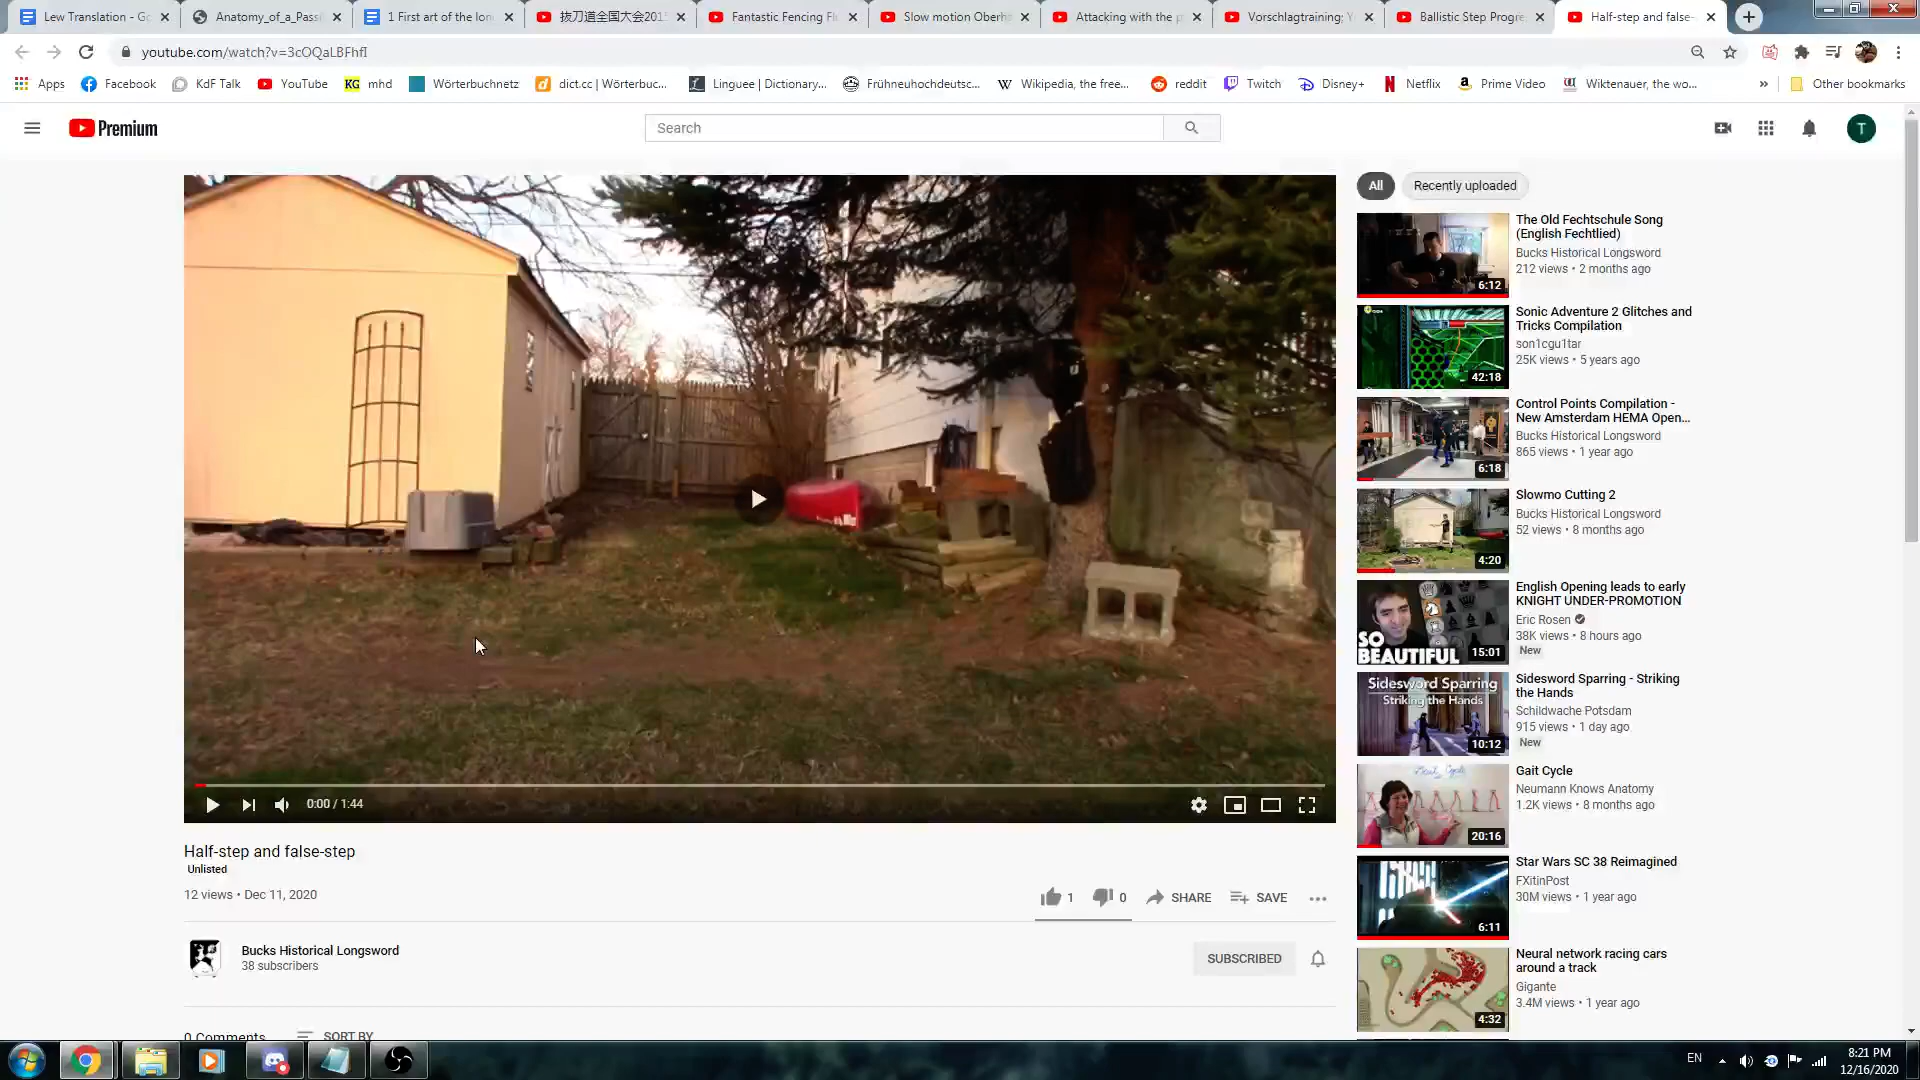 Lew Translation - Go
Anatomy_of_a_Passi
1 First art of the lon
抜刀道全国大会201
Fantastic Fencing Fl
Slow motion Oberh
Attacking with the p
Vorschlagtraining; Y
Ballistic Step Progre
Half-step and false-
youtube.com/watch?v=3cOQaLBFhfI
Apps
Facebook
KdF Talk
YouTube
KG mhd
Wörterbuchnetz
dict.cc | Wörterbuc...
Linguee | Dictionary...
Frühneuhochdeutsc...
W Wikipedia, the free...
reddit
Twitch
Disney+
Netflix
Prime Video
Wiktenauer, the wo...
»
Other bookmarks
Premium
Search
T
All
Recently uploaded
The Old Fechtschule Song
(English Fechtlied)
Bucks Historical Longsword
212 views • 2 months ago
6:12
Sonic Adventure 2 Glitches and
Tricks Compilation
son1cgu1tar
25K views • 5 years ago
42:18
Control Points Compilation -
New Amsterdam HEMA Open...
Bucks Historical Longsword
865 views • 1 year ago
6:18
Slowmo Cutting 2
Bucks Historical Longsword
52 views • 8 months ago
4:20
English Opening leads to early
KNIGHT UNDER-PROMOTION
Eric Rosen
38K views • 8 hours ago
New
SO
BEAUTIFUL
15:01
Sidesword Sparring - Striking
the Hands
Schildwache Potsdam
915 views • 1 day ago
New
Sidesword Sparring
Striking the Hands
10:12
Gait Cycle
Neumann Knows Anatomy
1.2K views • 8 months ago
Gait Cycle
20:16
Star Wars SC 38 Reimagined
FXitinPost
30M views • 1 year ago
6:11
Neural network racing cars
around a track
Gigante
3.4M views • 1 year ago
4:32
0:00 / 1:44
Half-step and false-step
Unlisted
12 views • Dec 11, 2020
1
0
SHARE
SAVE
Bucks Historical Longsword
38 subscribers
SUBSCRIBED
0 Comments
SORT BY
EN
8:21 PM
12/16/2020